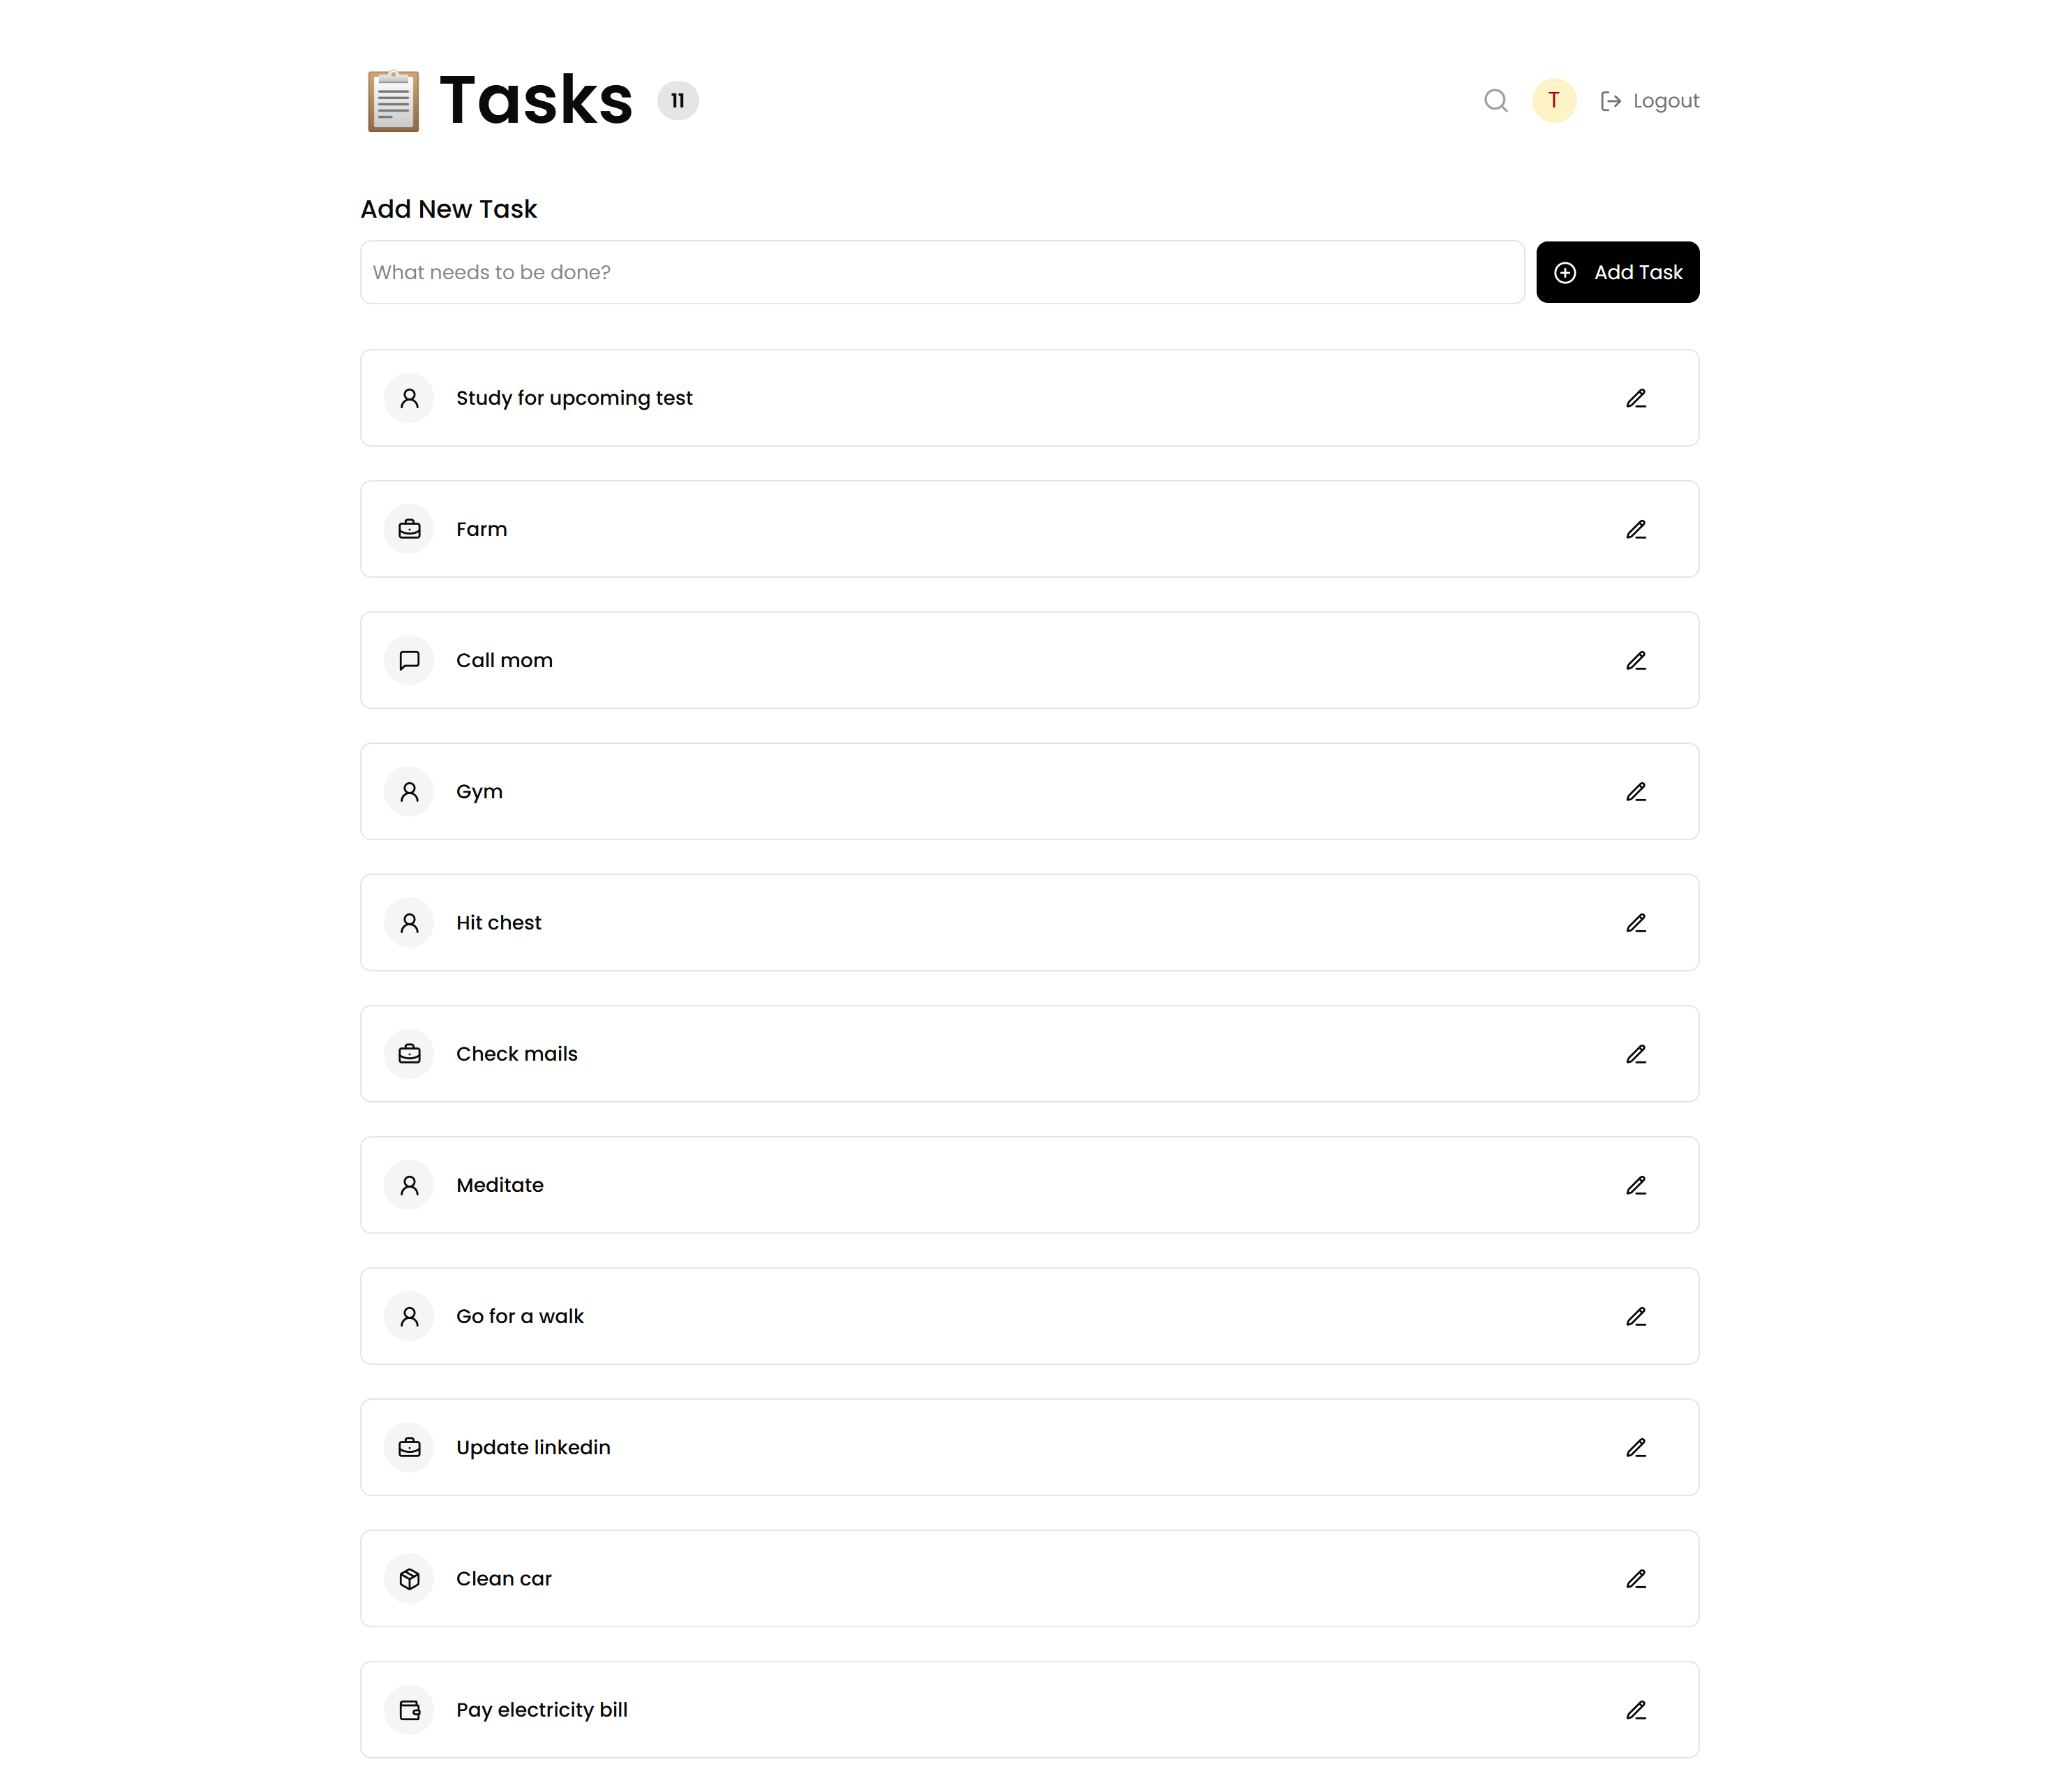 Tasks 11
T Logout
Add New Task
What needs to be done?
Add Task
Study for upcoming test
Farm
Call mom
Gym
Hit chest
Check mails
Meditate
Go for a walk
Update linkedin
Clean car
Pay electricity bill